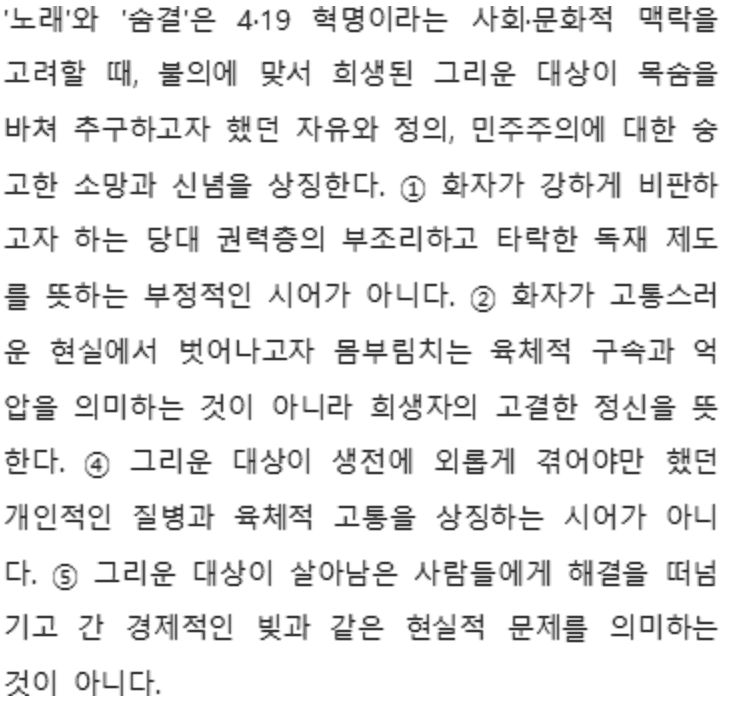 '노래'와 '숨결'은 4·19 혁명이라는 사회·문화적 맥락을
고려할 때, 불의에 맞서 희생된 그리운 대상이 목숨을
바쳐 추구하고자 했던 자유와 정의, 민주주의에 대한 숭
고한 소망과 신념을 상징한다. ① 화자가 강하게 비판하
고자 하는 당대 권력층의 부조리하고 타락한 독재 제도
를 뜻하는 부정적인 시어가 아니다. ② 화자가 고통스러
운 현실에서 벗어나고자 몸부림치는 육체적 구속과 억
압을 의미하는 것이 아니라 희생자의 고결한 정신을 뜻
한다. ④ 그리운 대상이 생전에 외롭게 겪어야만 했던
개인적인 질병과 육체적 고통을 상징하는 시어가 아니
다. ⑤ 그리운 대상이 살아남은 사람들에게 해결을 떠넘
기고 간 경제적인 빚과 같은 현실적 문제를 의미하는
것이 아니다.